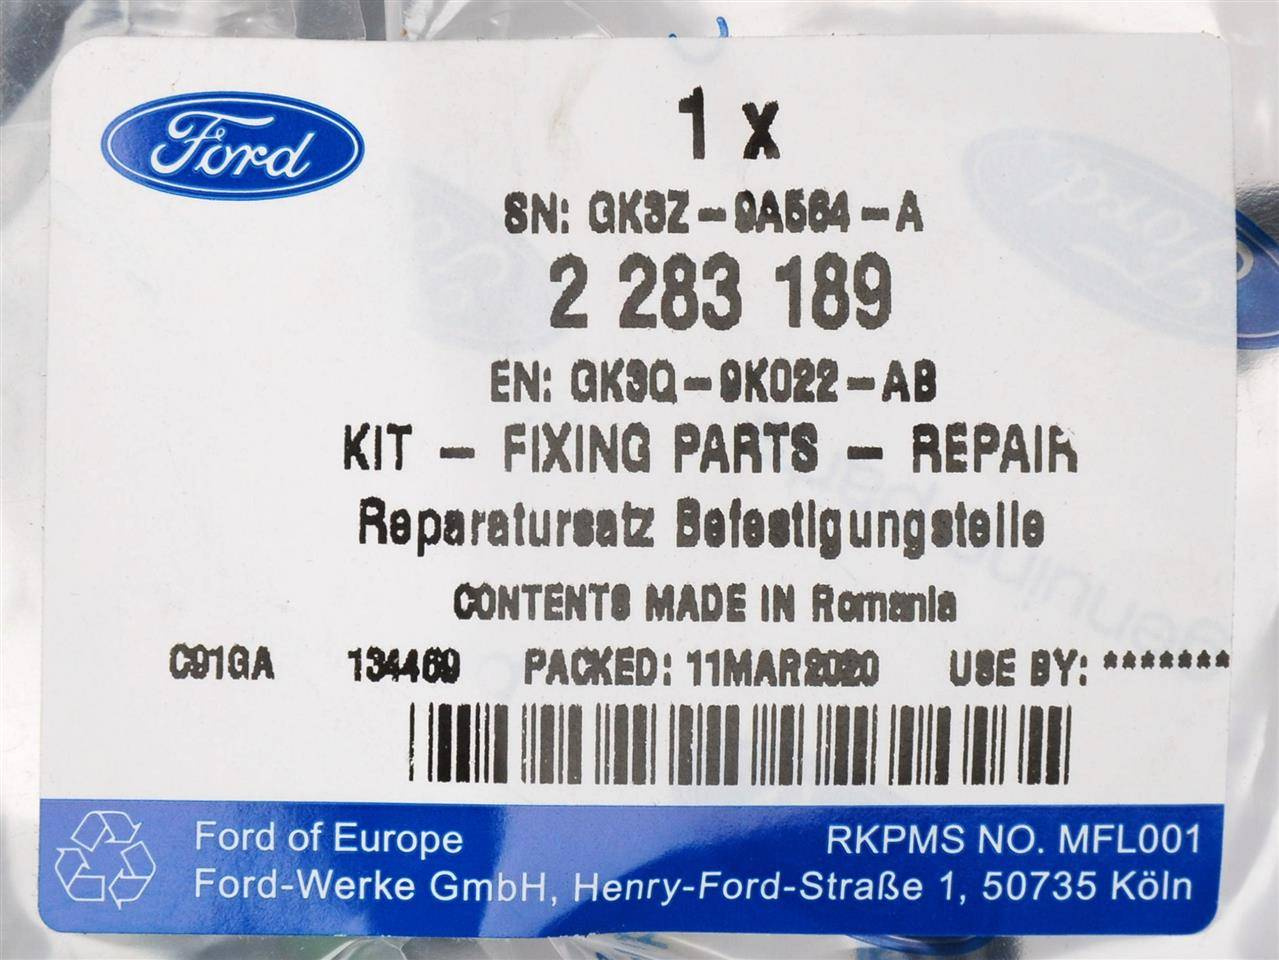 Ford
1 x
SN: GK3Z-9A564-A
2 283 189
EN: GK3Q-9K022-AB
KIT - FIXING PARTS - REPAIR
Reparatursatz Befestigungsteile
CONTENTS MADE IN Romania
C91GA 134469 PACKED: 11MAR2020 USE BY: *******
Ford of Europe RKPMS NO. MFL001
Ford-Werke GmbH, Henry-Ford-Straße 1, 50735 Köln